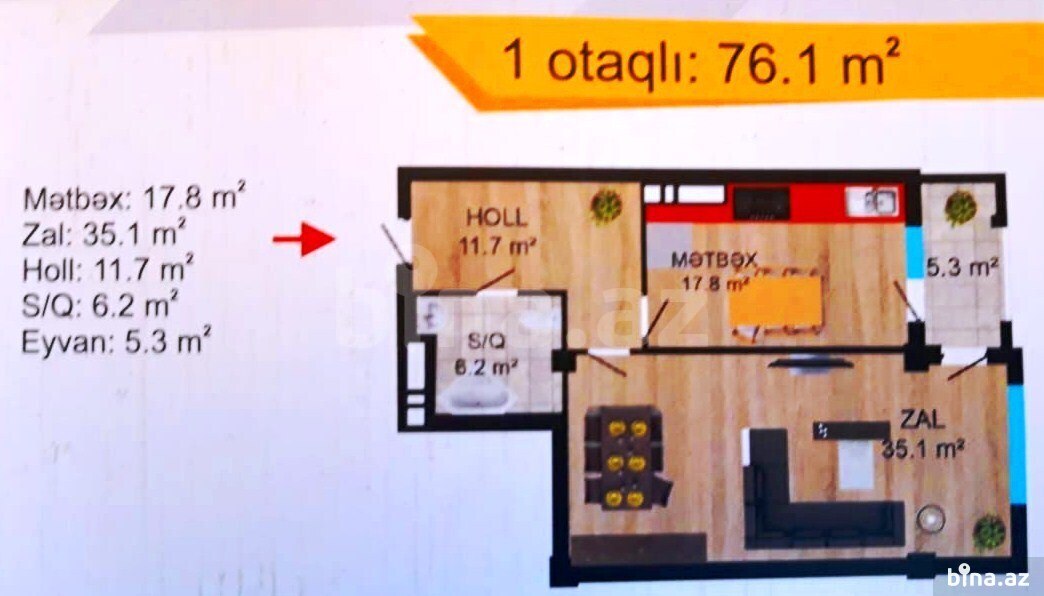 1 otaqlı: 76.1 m²
Mətbəx: 17.8 m²
Zal: 35.1 m²
Holl: 11.7 m²
S/Q: 6.2 m²
Eyvan: 5.3 m²
HOLL
11.7 m²
MƏTBƏX
17.8 m²
5.3 m²
S/Q
6.2 m²
ZAL
35.1 m²
bina.az
bina.az